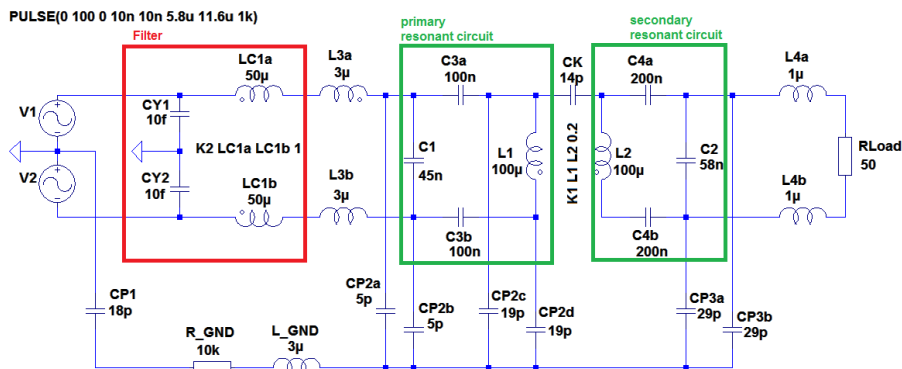 PULSE(0 100 0 10n 10n 5.8u 11.6u 1k)
Filter
primary
resonant circuit
secondary
resonant circuit
LC1a
50µ
L3a
3µ
C3a
100n
CK
14p
C4a
200n
L4a
1µ
V1
CY1
10f
K2 LC1a LC1b 1
C1
45n
L1
100µ
K1 L1 L2 0.2
L2
100µ
C2
58n
RLoad
50
V2
CY2
10f
LC1b
50µ
L3b
3µ
C3b
100n
C4b
200n
L4b
1µ
CP1
18p
R_GND
10k
L_GND
3µ
CP2a
5p
CP2b
5p
CP2c
19p
CP2d
19p
CP3a
29p
CP3b
29p